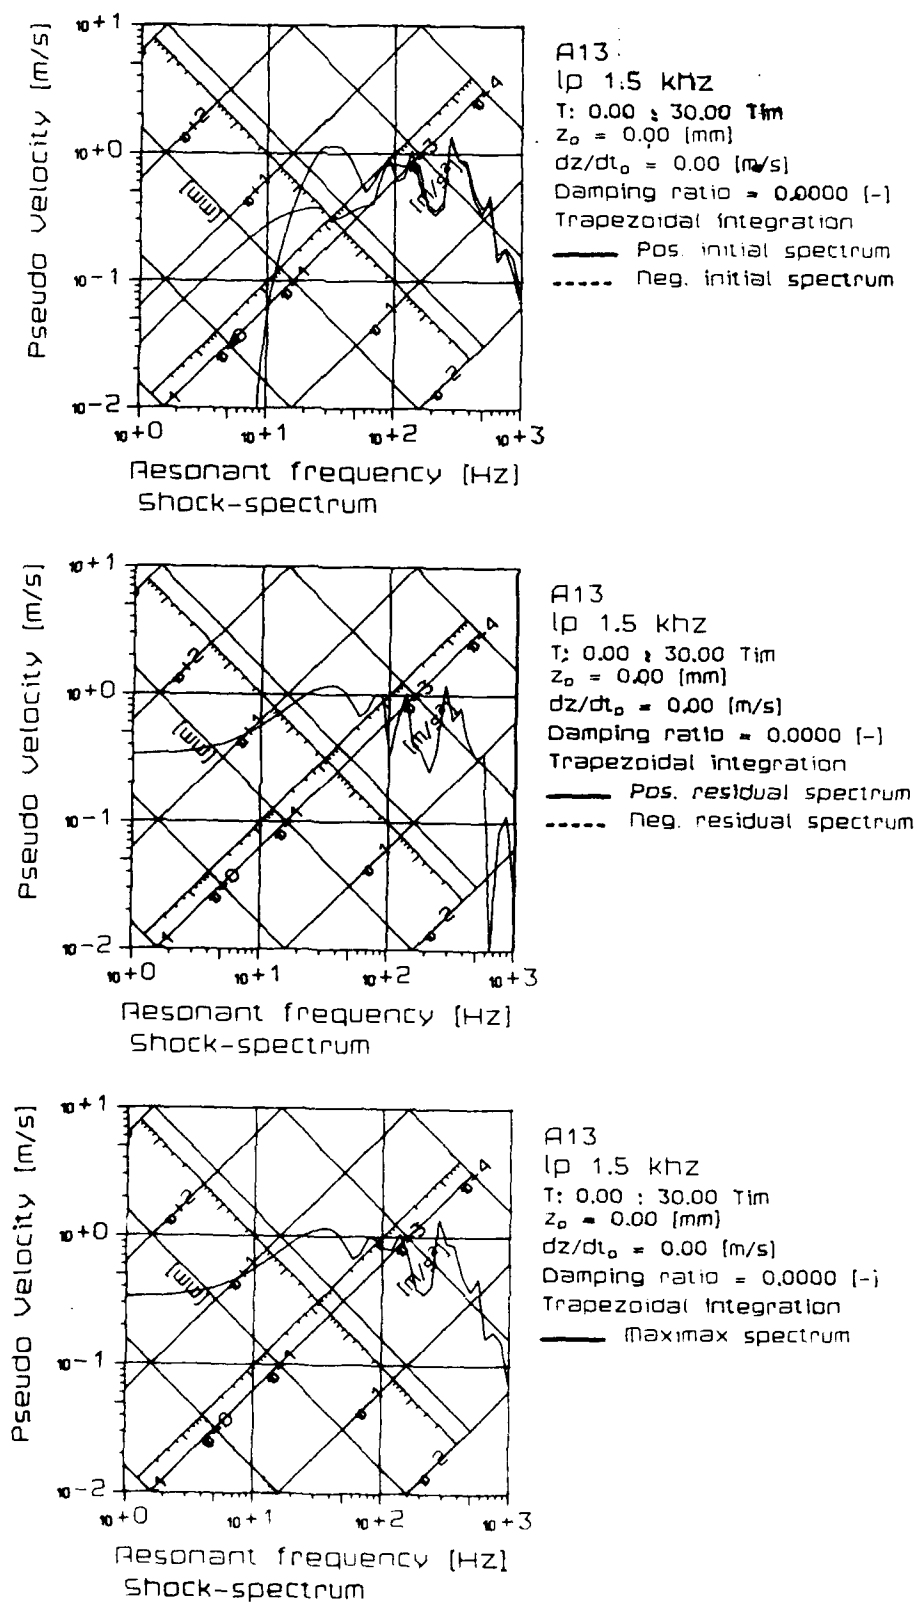 Pseudo velocity [m/s]
10+1
10+0
10-1
10-2
10+0
10+1
10+2
10+3
[mm]
[m/s2]
Resonant frequency [Hz]
Shock-spectrum
A13
lp 1.5 khz
T: 0.00 : 30.00 Tim
z0 = 0.00 [mm]
dz/dt0 = 0.00 [m/s]
Damping ratio = 0.0000 [-]
Trapezoidal integration
Pos. initial spectrum
Neg. initial spectrum
Pseudo velocity [m/s]
10+1
10+0
10-1
10-2
10+0
10+1
10+2
10+3
[mm]
[m/s2]
Resonant frequency [Hz]
Shock-spectrum
A13
lp 1.5 khz
T: 0.00 : 30.00 Tim
z0 = 0.00 [mm]
dz/dt0 = 0.00 [m/s]
Damping ratio = 0.0000 [-]
Trapezoidal integration
Pos. residual spectrum
Neg. residual spectrum
Pseudo velocity [m/s]
10+1
10+0
10-1
10-2
10+0
10+1
10+2
10+3
[mm]
[m/s2]
Resonant frequency [Hz]
Shock-spectrum
A13
lp 1.5 khz
T: 0.00 : 30.00 Tim
z0 = 0.00 [mm]
dz/dt0 = 0.00 [m/s]
Damping ratio = 0.0000 [-]
Trapezoidal integration
Maximax spectrum